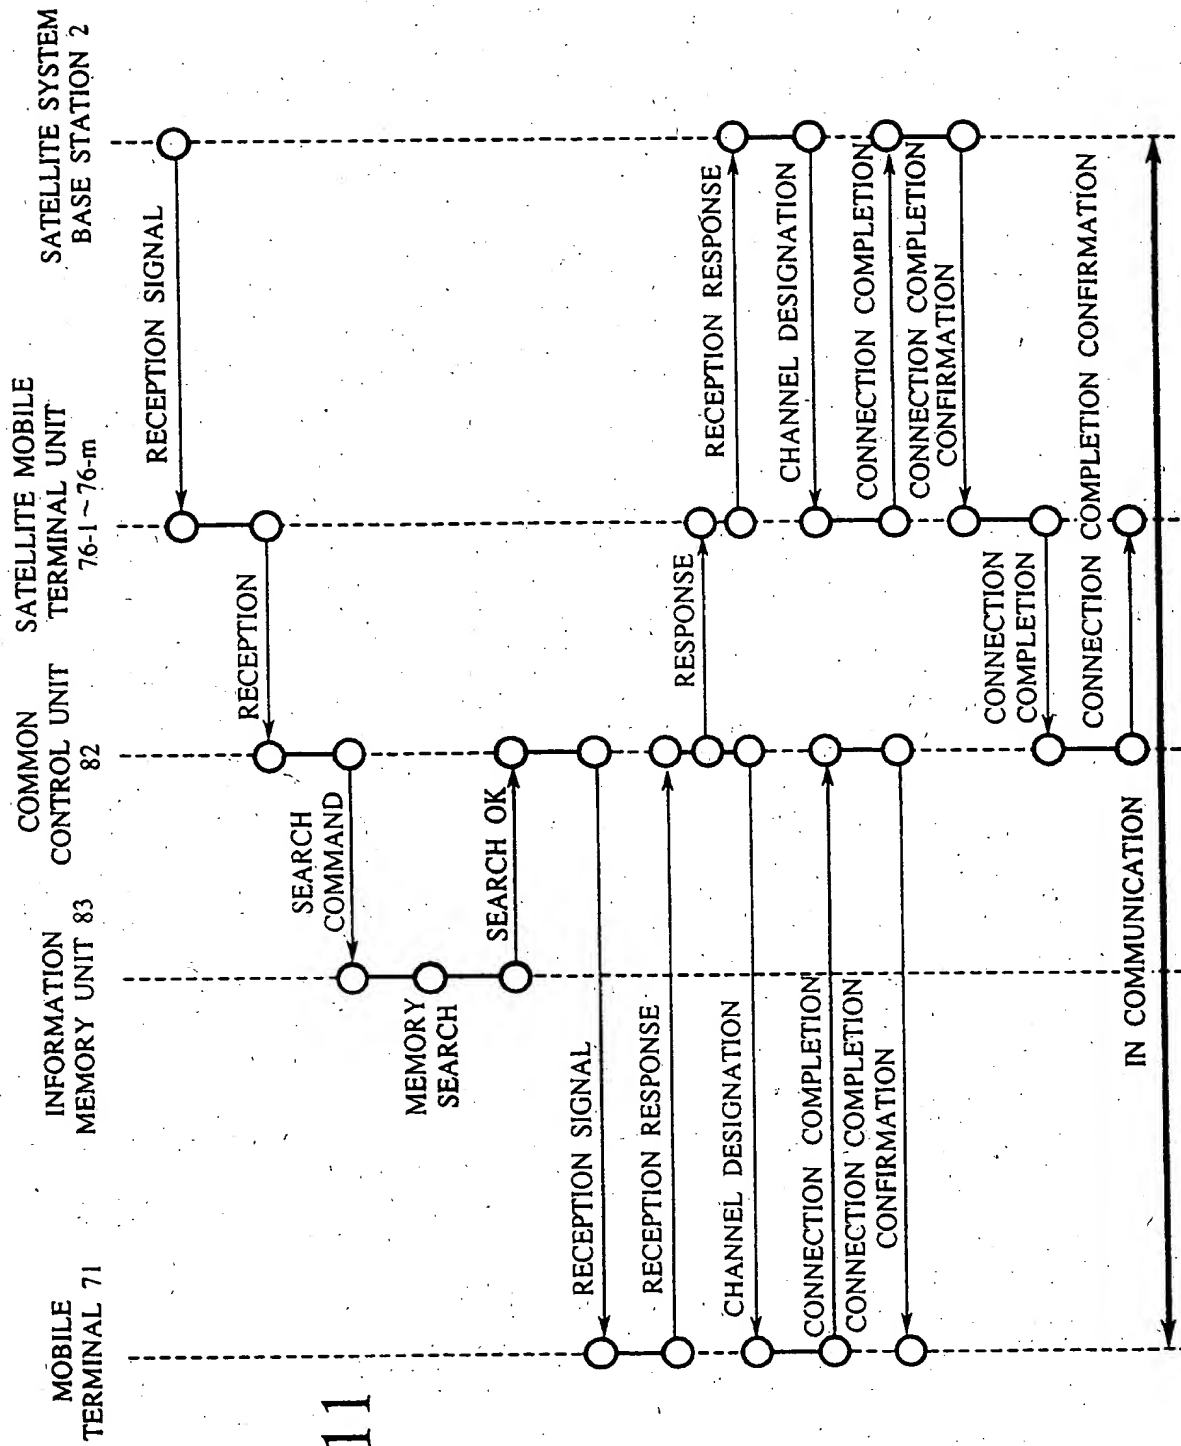 MOBILE
TERMINAL 71
INFORMATION
MEMORY UNIT 83
COMMON
CONTROL UNIT
82
SATELLITE MOBILE
TERMINAL UNIT
76-1 ~ 76-m
SATELLITE SYSTEM
BASE STATION 2
RECEPTION SIGNAL
RECEPTION
SEARCH
COMMAND
MEMORY
SEARCH
SEARCH OK
RECEPTION SIGNAL
RECEPTION RESPONSE
RESPONSE
RECEPTION RESPONSE
CHANNEL DESIGNATION
CHANNEL DESIGNATION
CONNECTION COMPLETION
CONNECTION COMPLETION
CONFIRMATION
CONNECTION COMPLETION
CONNECTION COMPLETION
CONFIRMATION
CONNECTION
COMPLETION
CONNECTION COMPLETION CONFIRMATION
IN COMMUNICATION
11